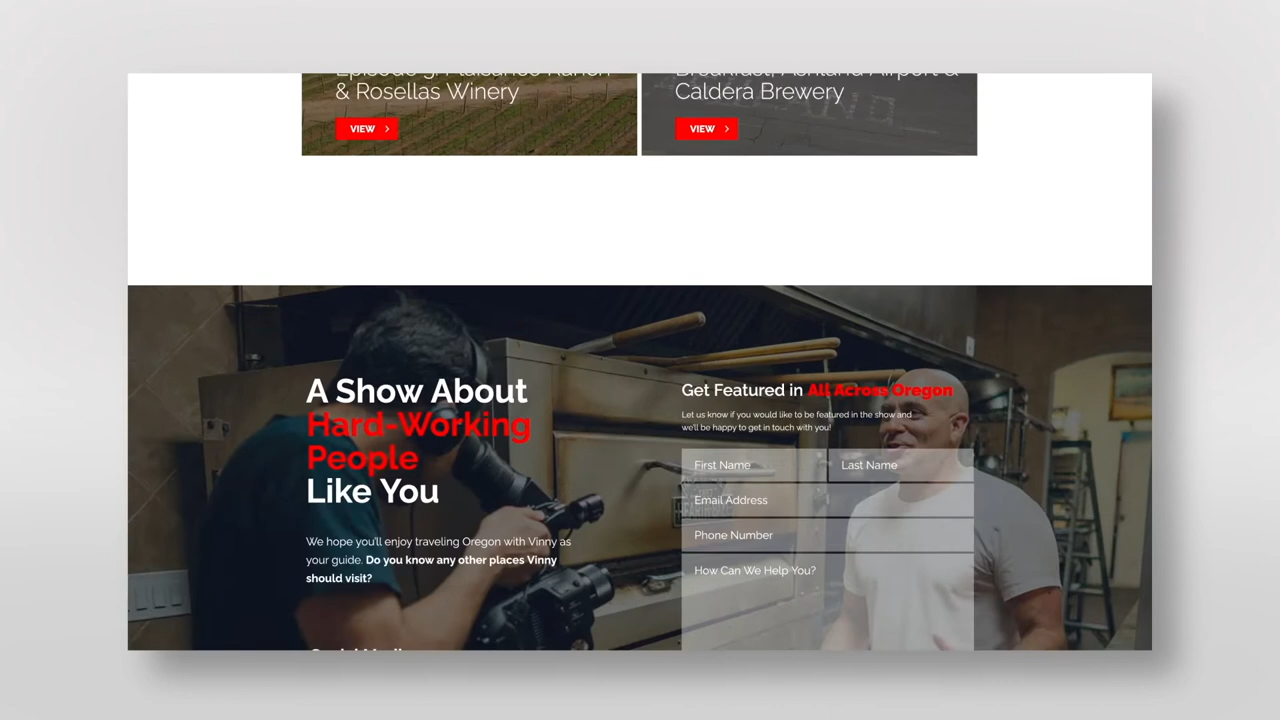 Episode 3: Plaisance Ranch
& Rosellas Winery
VIEW
Breakfast, Ashland Airport &
Caldera Brewery
VIEW
A Show About
Hard-Working
People
Like You
We hope you'll enjoy traveling Oregon with Vinny as
your guide. Do you know any other places Vinny
should visit?
Get Featured in All Across Oregon
Let us know if you would like to be featured in the show and
we'll be happy to get in touch with you!
First Name
Last Name
Email Address
Phone Number
How Can We Help You?